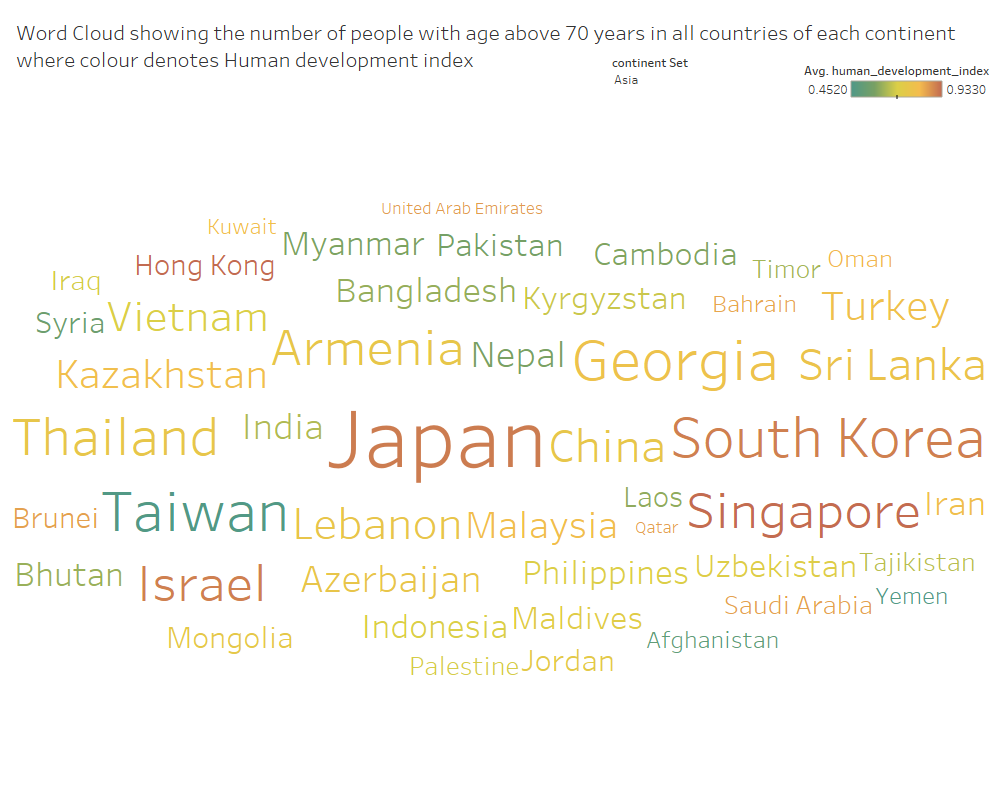 Word Cloud showing the number of people with age above 70 years in all countries of each continent
where colour denotes Human development index
continent Set
Asia
Avg. human_development_index
0.4520 0.9330
United Arab Emirates
Kuwait
Myanmar Pakistan Cambodia
Hong Kong Timor Oman
Iraq Bangladesh Kyrgyzstan Bahrain Turkey
Syria Vietnam
Armenia Nepal Georgia Sri Lanka
Kazakhstan
Thailand India Japan China South Korea
Brunei Taiwan Lebanon Malaysia Laos Qatar Singapore Iran
Bhutan Israel Azerbaijan Philippines Uzbekistan Tajikistan
Saudi Arabia Yemen
Mongolia Indonesia Maldives Afghanistan
Palestine Jordan